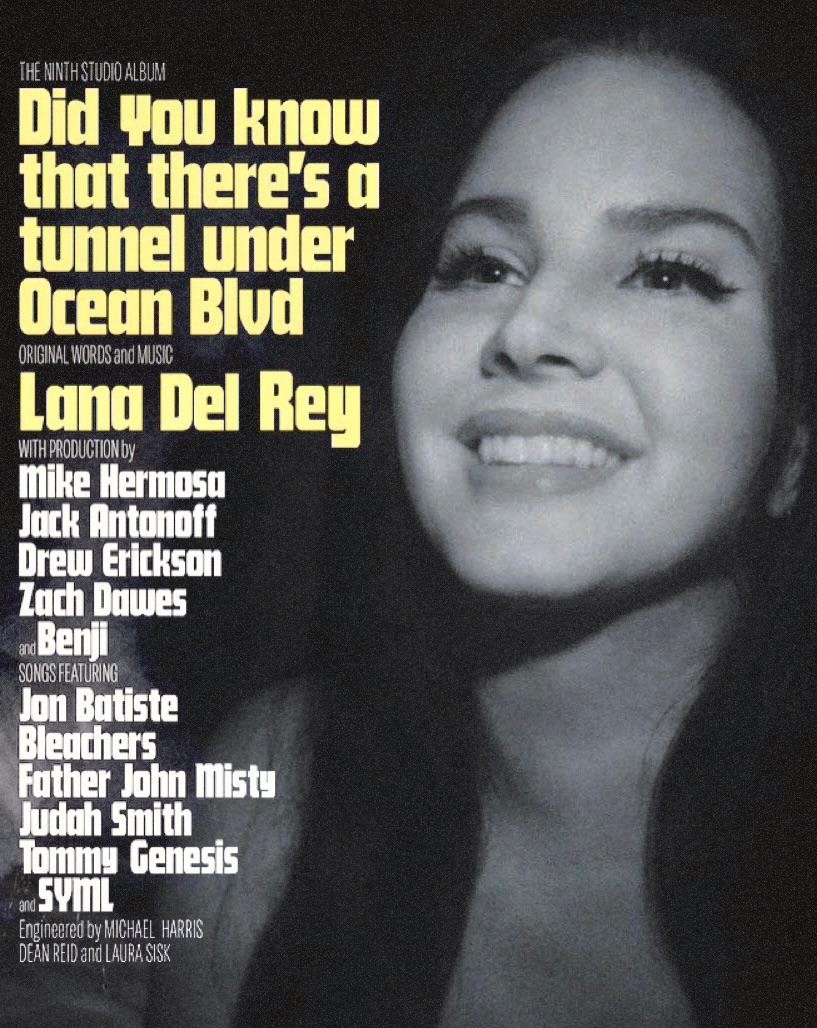 THE NINTH STUDIO ALBUM
Did you know
that there's a
tunnel under
Ocean Blvd
ORIGINAL WORDS and MUSIC
Lana Del Rey
WITH PRODUCTION by
Mike Hermosa
Jack Antonoff
Drew Erickson
Zach Dawes
and Benji
SONGS FEATURING
Jon Batiste
Bleachers
Father John Misty
Judah Smith
Tommy Genesis
and SYML
Engineered by MICHAEL HARRIS
DEAN REID and LAURA SISK